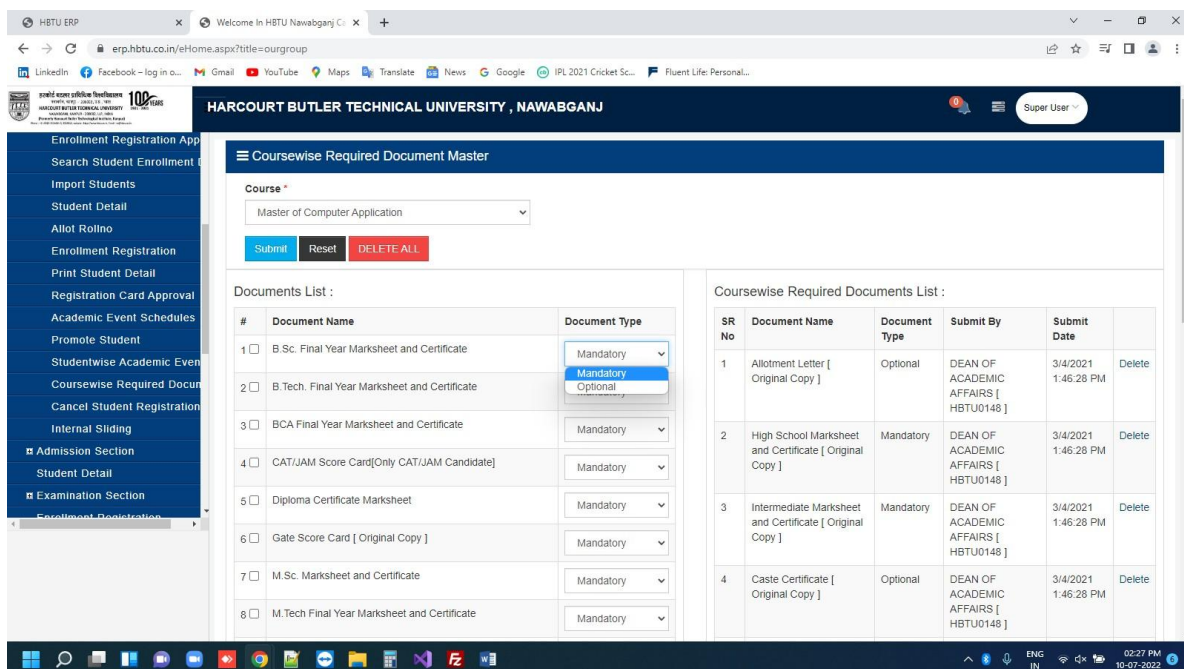 HBTU ERP
Welcome In HBTU Nawabganj Ca
erp.hbtu.co.in/eHome.aspx?title=ourgroup
LinkedIn Facebook – log in o... Gmail YouTube Maps Translate News Google IPL 2021 Cricket Sc... Fluent Life: Personal...
100 YEARS
HARCOURT BUTLER TECHNICAL UNIVERSITY , NAWABGANJ
0
Super User
Enrollment Registration App
Search Student Enrollment D
Import Students
Student Detail
Allot Rollno
Enrollment Registration
Print Student Detail
Registration Card Approval
Academic Event Schedules
Promote Student
Studentwise Academic Even
Coursewise Required Docum
Cancel Student Registration
Internal Sliding
Admission Section
Student Detail
Examination Section
Enrollment Registration
Coursewise Required Document Master
Course *
Master of Computer Application
Submit Reset DELETE ALL
Documents List :
# Document Name Document Type
1 B.Sc. Final Year Marksheet and Certificate Mandatory
Mandatory
Optional
2 B.Tech. Final Year Marksheet and Certificate Mandatory
3 BCA Final Year Marksheet and Certificate Mandatory
4 CAT/JAM Score Card[Only CAT/JAM Candidate] Mandatory
5 Diploma Certificate Marksheet Mandatory
6 Gate Score Card [ Original Copy ] Mandatory
7 M.Sc. Marksheet and Certificate Mandatory
8 M.Tech Final Year Marksheet and Certificate Mandatory
Coursewise Required Documents List :
SR Document Name Document Submit By Submit
No Type Date
1 Allotment Letter [ Optional DEAN OF 3/4/2021 Delete
Original Copy ] ACADEMIC 1:46:28 PM
AFFAIRS [
HBTU0148 ]
2 High School Marksheet Mandatory DEAN OF 3/4/2021 Delete
and Certificate [ Original ACADEMIC 1:46:28 PM
Copy ] AFFAIRS [
HBTU0148 ]
3 Intermediate Marksheet Mandatory DEAN OF 3/4/2021 Delete
and Certificate [ Original ACADEMIC 1:46:28 PM
Copy ] AFFAIRS [
HBTU0148 ]
4 Caste Certificate [ Optional DEAN OF 3/4/2021 Delete
Original Copy ] ACADEMIC 1:46:28 PM
AFFAIRS [
HBTU0148 ]
ENG 02:27 PM
IN 10-07-2022 6